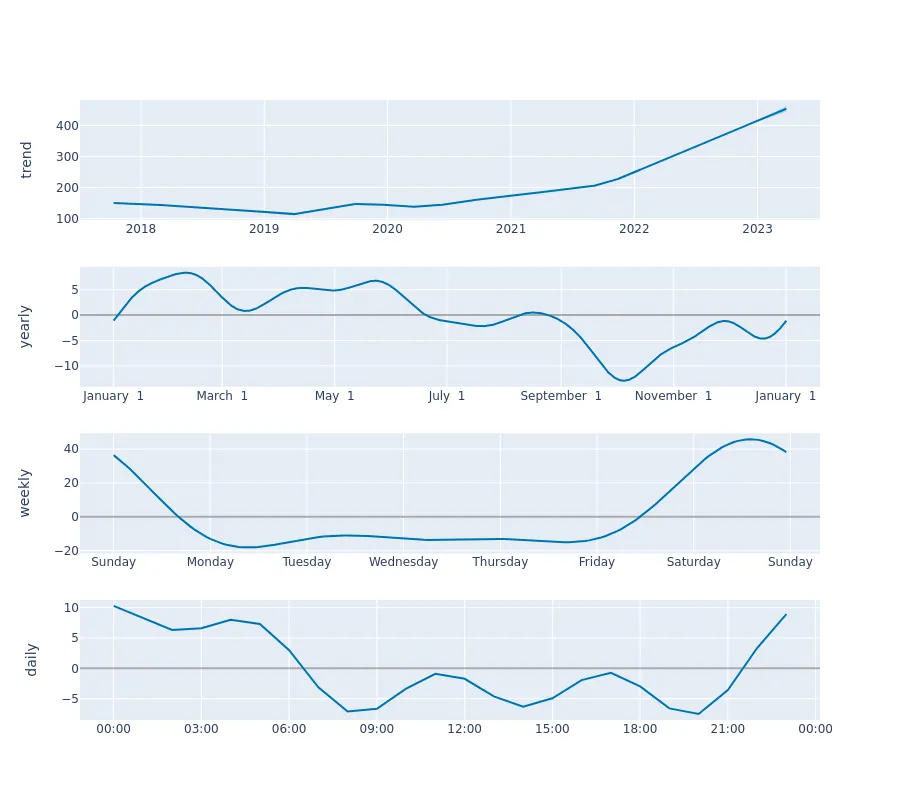 trend
400
300
200
100
2018 2019 2020 2021 2022 2023
yearly
5
0
−5
−10
January 1 March 1 May 1 July 1 September 1 November 1 January 1
weekly
40
20
0
−20
Sunday Monday Tuesday Wednesday Thursday Friday Saturday Sunday
daily
10
5
0
−5
00:00 03:00 06:00 09:00 12:00 15:00 18:00 21:00 00:00